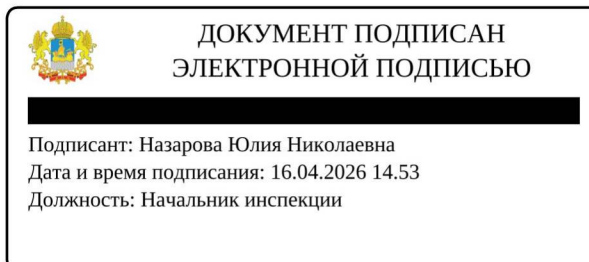 ДОКУМЕНТ ПОДПИСАН
ЭЛЕКТРОННОЙ ПОДПИСЬЮ
Подписант: Назарова Юлия Николаевна
Дата и время подписания: 16.04.2026 14.53
Должность: Начальник инспекции